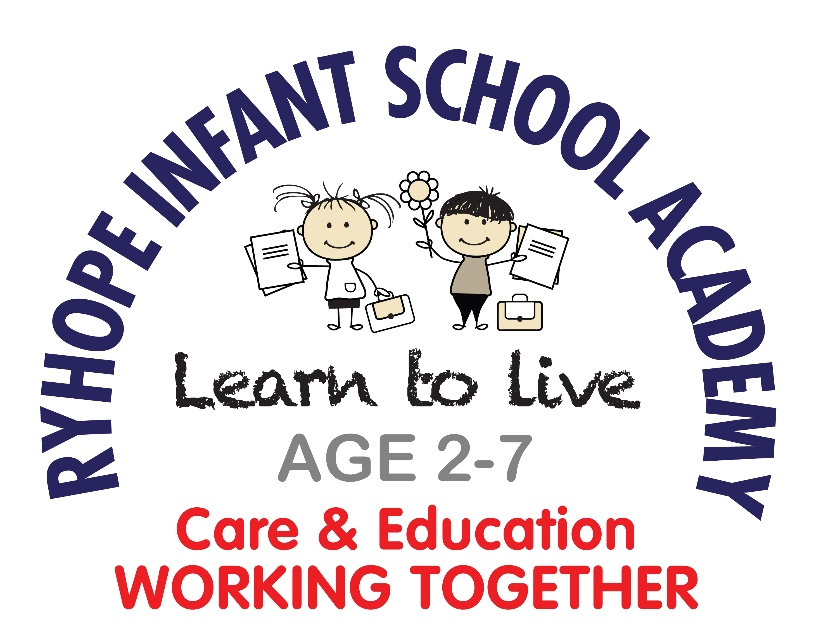 RYHOPE INFANT SCHOOL ACADEMY
Learn to live
AGE 2-7
Care & Education
WORKING TOGETHER